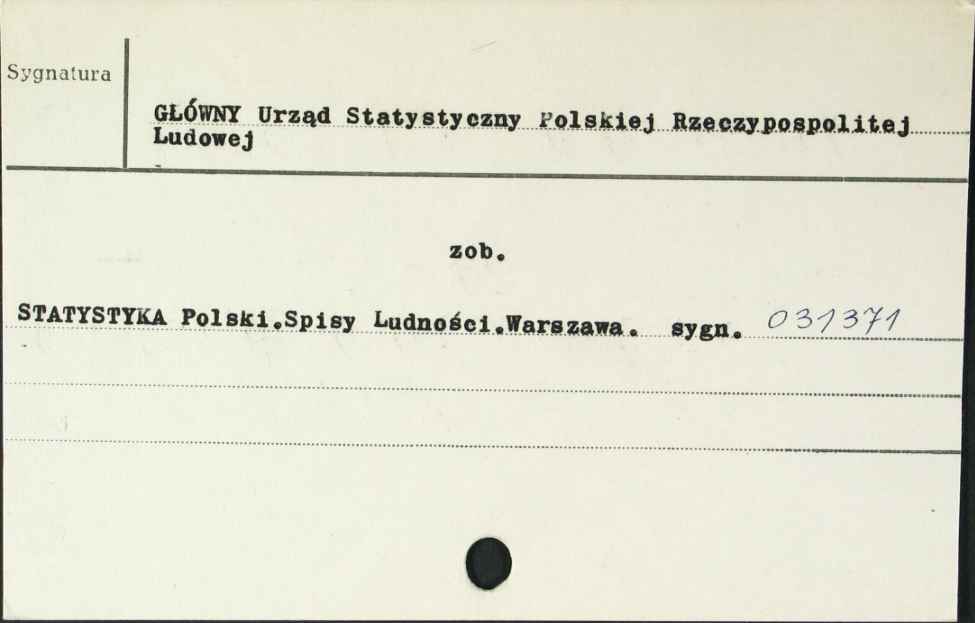 Sygnatura
GŁÓWNY Urząd Statystyczny Polskiej Rzeczypospolitej
Ludowej
zob.
STATYSTYKA Polski.Spisy Ludności.Warszawa. sygn. 031371